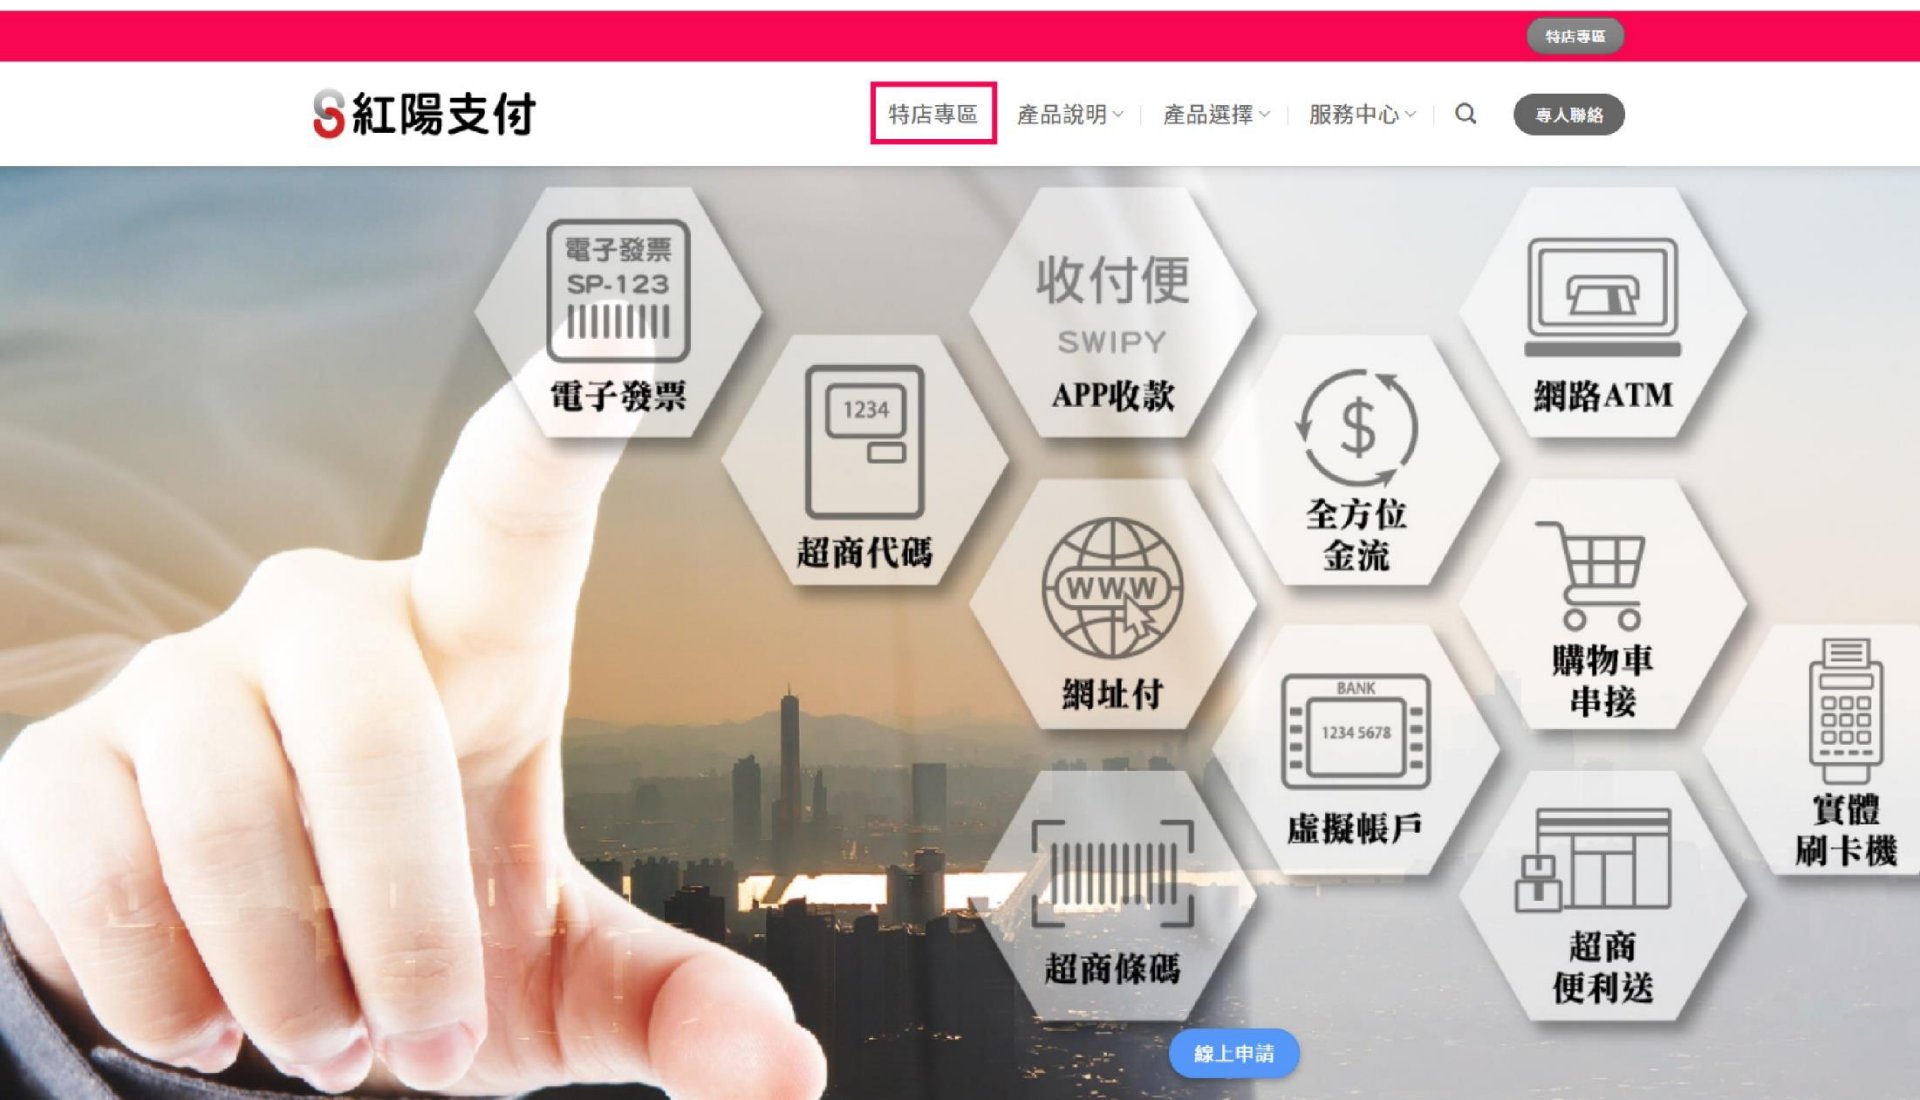 特店專區
紅陽支付
特店專區
產品說明
產品選擇
服務中心
專人聯絡
電子發票
SP-123
電子發票
1234
超商代碼
收付便
SWIPY
APP收款
$
全方位
金流
網路ATM
WWW
網址付
購物車
串接
BANK
1234 5678
虛擬帳戶
實體
刷卡機
超商條碼
超商
便利送
線上申請